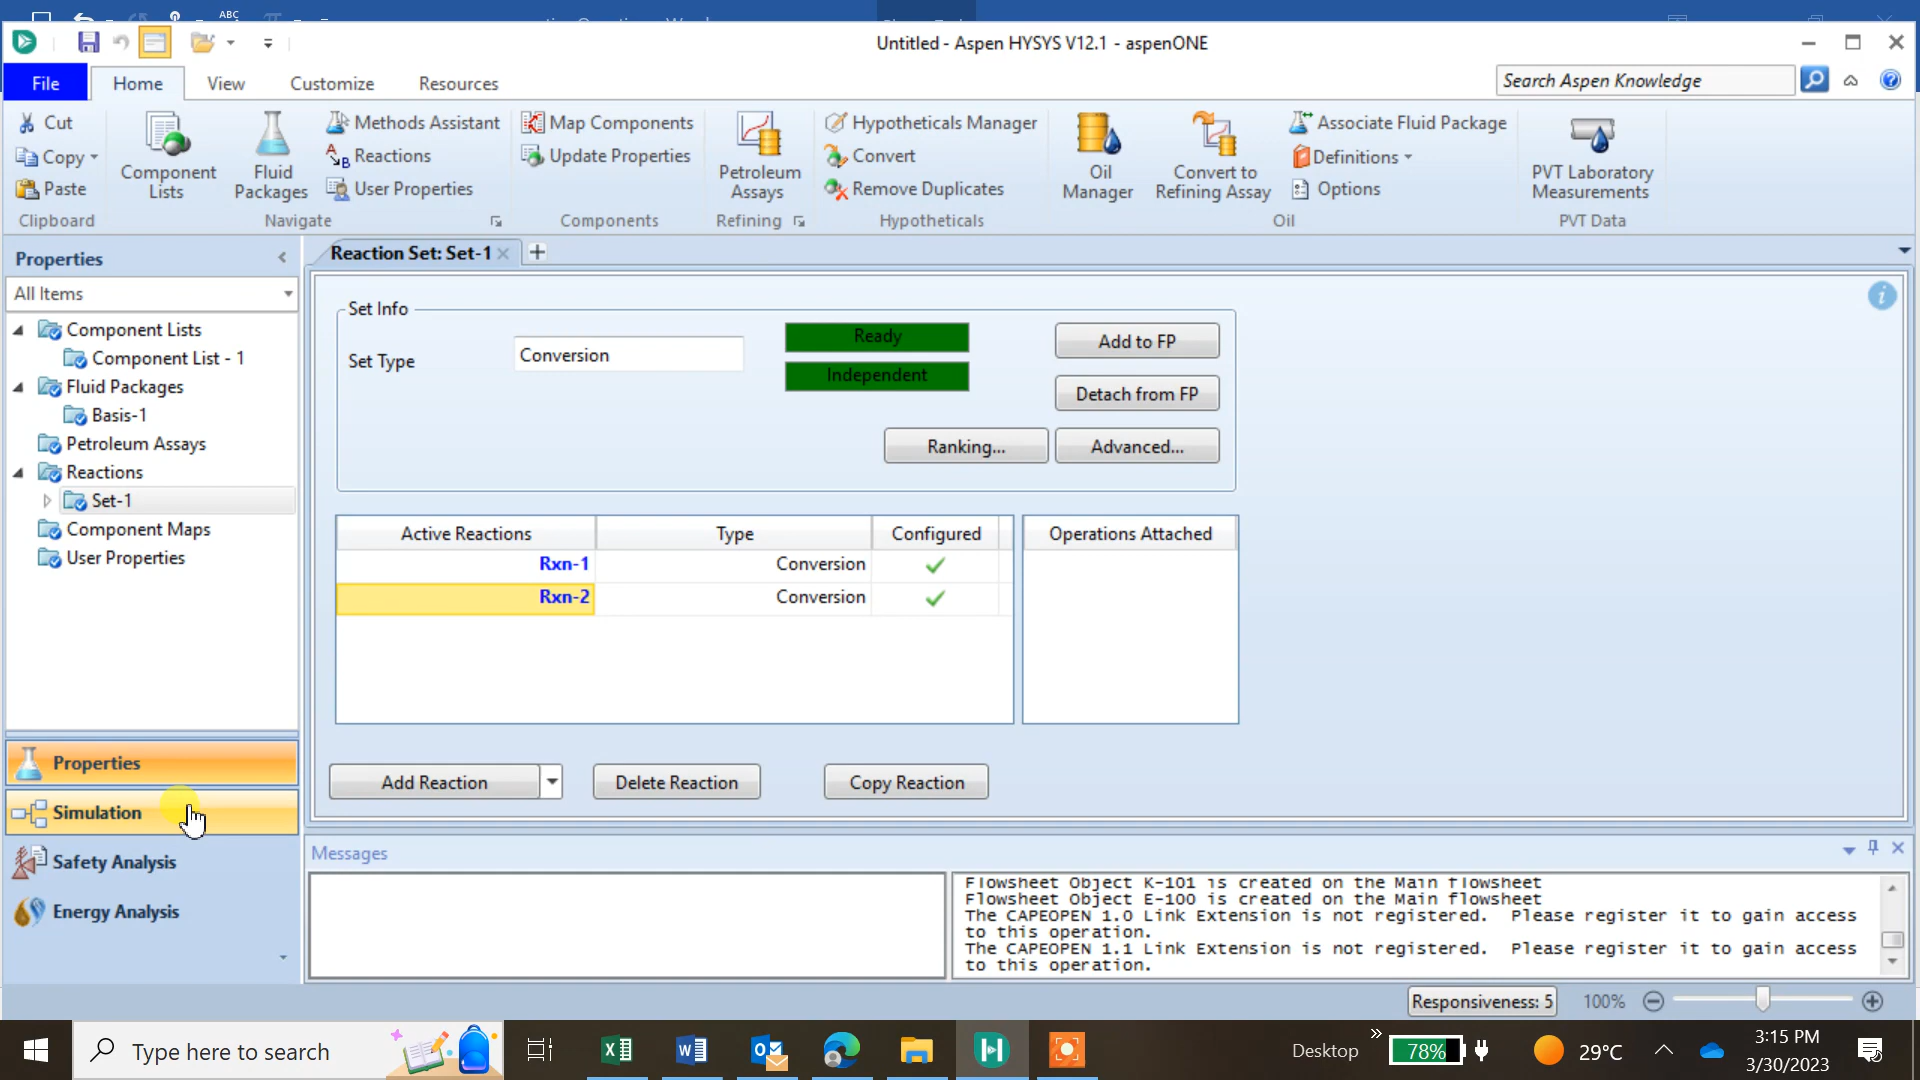 ABC
Untitled - Aspen HYSYS V12.1 - aspenONE
File
Home
View
Customize
Resources
Search Aspen Knowledge
Cut
Copy
Paste
Clipboard
Component
Lists
Fluid
Packages
Methods Assistant
Reactions
User Properties
Navigate
Map Components
Update Properties
Components
Petroleum
Assays
Refining
Hypotheticals Manager
Convert
Remove Duplicates
Hypotheticals
Oil
Manager
Convert to
Refining Assay
Associate Fluid Package
Definitions
Options
Oil
PVT Laboratory
Measurements
PVT Data
Properties
All Items
Component Lists
Component List - 1
Fluid Packages
Basis-1
Petroleum Assays
Reactions
Set-1
Component Maps
User Properties
Properties
Simulation
Safety Analysis
Energy Analysis
Reaction Set: Set-1
Set Info
Set Type
Conversion
Ready
Independent
Add to FP
Detach from FP
Ranking...
Advanced...
Active Reactions Type Configured
Rxn-1 Conversion
Rxn-2 Conversion
Operations Attached
Add Reaction
Delete Reaction
Copy Reaction
Messages
Flowsheet Object K-101 is created on the Main flowsheet
Flowsheet Object E-100 is created on the Main flowsheet
The CAPEOPEN 1.0 Link Extension is not registered. Please register it to gain access
to this operation.
The CAPEOPEN 1.1 Link Extension is not registered. Please register it to gain access
to this operation.
Responsiveness: 5
100%
Type here to search
Desktop
78%
29°C
3:15 PM
3/30/2023